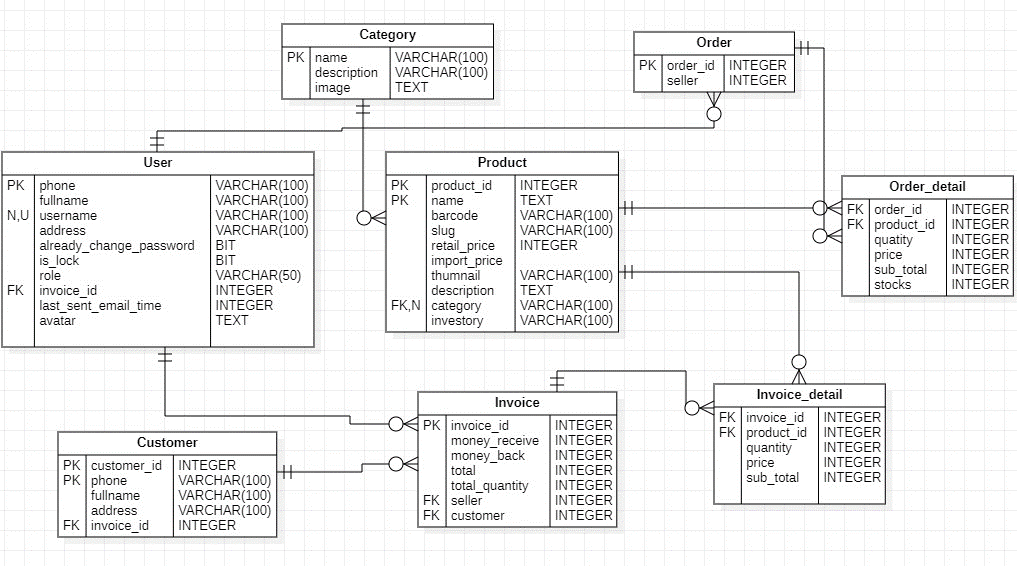 Category
PK name VARCHAR(100)
description VARCHAR(100)
image TEXT
Order
PK order_id INTEGER
seller INTEGER
User
PK phone VARCHAR(100)
fullname VARCHAR(100)
N,U username VARCHAR(100)
address VARCHAR(100)
already_change_password BIT
is_lock BIT
role VARCHAR(50)
FK invoice_id INTEGER
last_sent_email_time INTEGER
avatar TEXT
Product
PK product_id INTEGER
PK name TEXT
barcode VARCHAR(100)
slug VARCHAR(100)
retail_price INTEGER
import_price
thumnail VARCHAR(100)
description TEXT
FK,N category VARCHAR(100)
investory VARCHAR(100)
Order_detail
FK order_id INTEGER
FK product_id INTEGER
quatity INTEGER
price INTEGER
sub_total INTEGER
stocks INTEGER
Customer
PK customer_id INTEGER
PK phone VARCHAR(100)
fullname VARCHAR(100)
address VARCHAR(100)
FK invoice_id INTEGER
Invoice
PK invoice_id INTEGER
money_receive INTEGER
money_back INTEGER
total INTEGER
total_quantity INTEGER
FK seller INTEGER
FK customer INTEGER
Invoice_detail
FK invoice_id INTEGER
FK product_id INTEGER
quantity INTEGER
price INTEGER
sub_total INTEGER